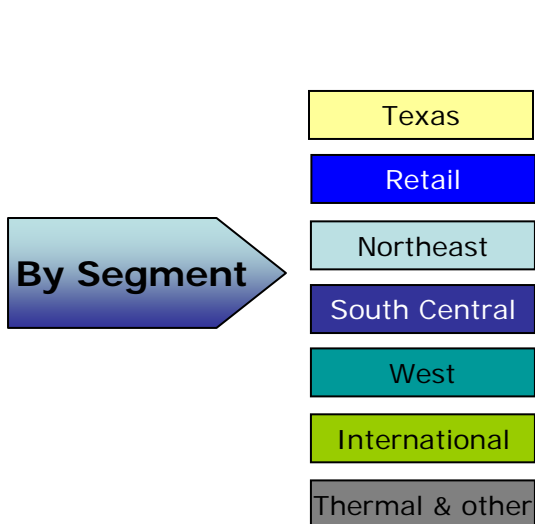 Texas
Retail
Northeast
By Segment
South Central
West
International
Thermal & other